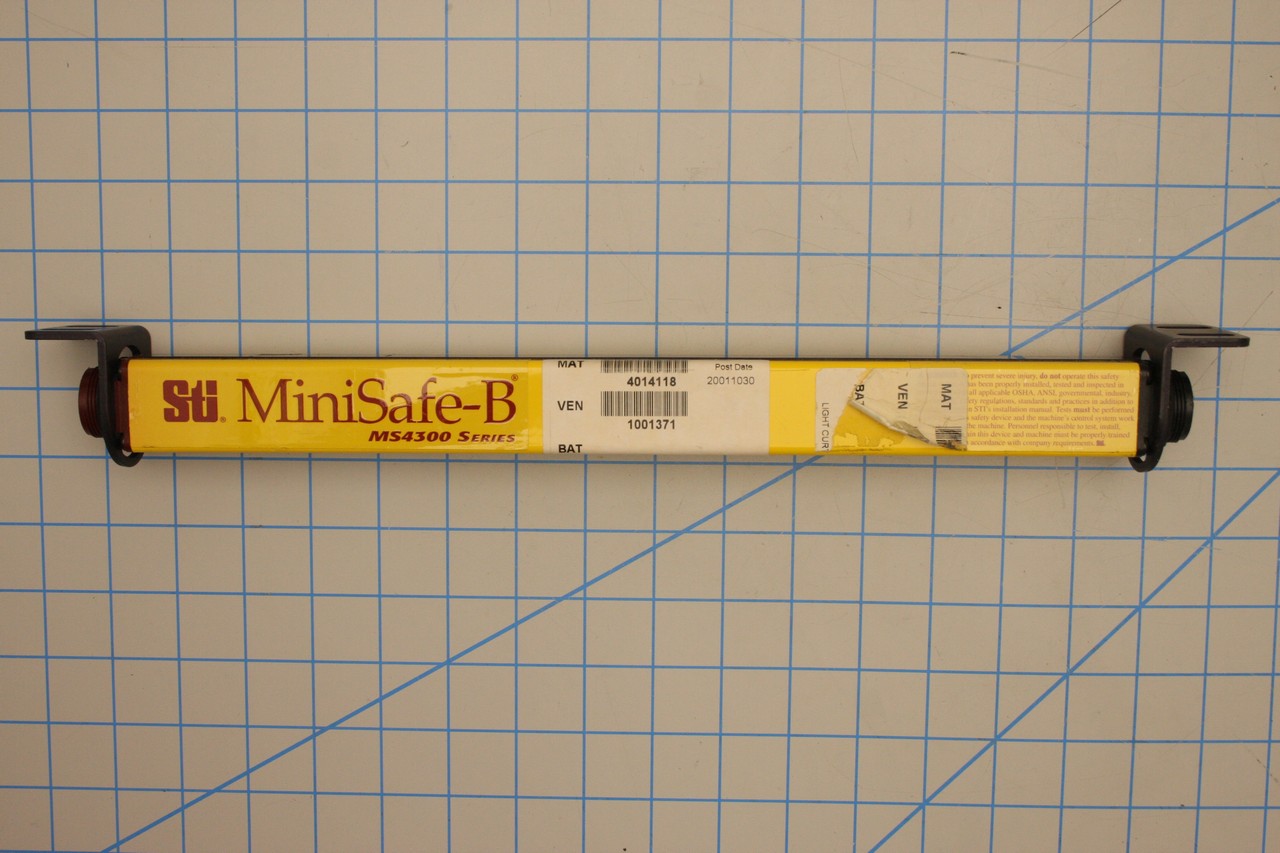 Sti MiniSafe-B®
MS4300 SERIES
MAT
4014118
Post Date
20011030
VEN
1001371
BAT
LIGHT CUR
BAT
VEN
MAT
prevent severe injury, do not operate this safety
has been properly installed, tested and inspected in
all applicable OSHA, ANSI, governmental, industry,
regulations, standards and practices in addition to
STI's installation manual. Tests must be performed
safety device and the machine's control system work
the machine. Personnel responsible to test, install,
this device and machine must be properly trained
accordance with company requirements. Sti